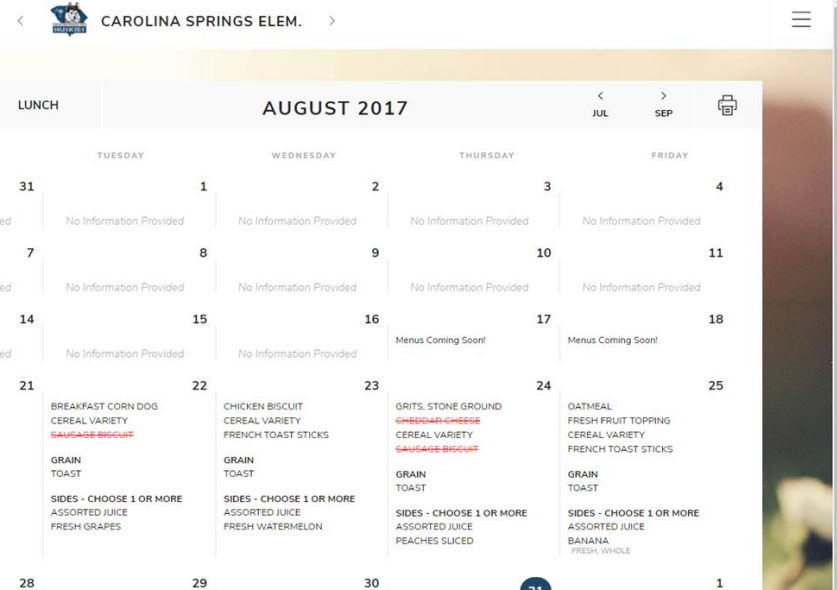 HUSKIES
CAROLINA SPRINGS ELEM.
LUNCH
AUGUST 2017
JUL
SEP
TUESDAY
WEDNESDAY
THURSDAY
FRIDAY
31
1
2
3
4
ed
No Information Provided
No Information Provided
No Information Provided
No Information Provided
7
8
9
10
11
ed
No Information Provided
No Information Provided
No Information Provided
No Information Provided
14
15
16
17
18
ed
No Information Provided
No Information Provided
Menus Coming Soon!
Menus Coming Soon!
21
22
23
24
25
BREAKFAST CORN DOG
CEREAL VARIETY
SAUSAGE BISCUIT
GRAIN
TOAST
SIDES - CHOOSE 1 OR MORE
ASSORTED JUICE
FRESH GRAPES
CHICKEN BISCUIT
CEREAL VARIETY
FRENCH TOAST STICKS
GRAIN
TOAST
SIDES - CHOOSE 1 OR MORE
ASSORTED JUICE
FRESH WATERMELON
GRITS, STONE GROUND
CHEDDAR CHEESE
CEREAL VARIETY
SAUSAGE BISCUIT
GRAIN
TOAST
SIDES - CHOOSE 1 OR MORE
ASSORTED JUICE
PEACHES SLICED
OATMEAL
FRESH FRUIT TOPPING
CEREAL VARIETY
FRENCH TOAST STICKS
GRAIN
TOAST
SIDES - CHOOSE 1 OR MORE
ASSORTED JUICE
BANANA
FRESH, WHOLE
28
29
30
31
1